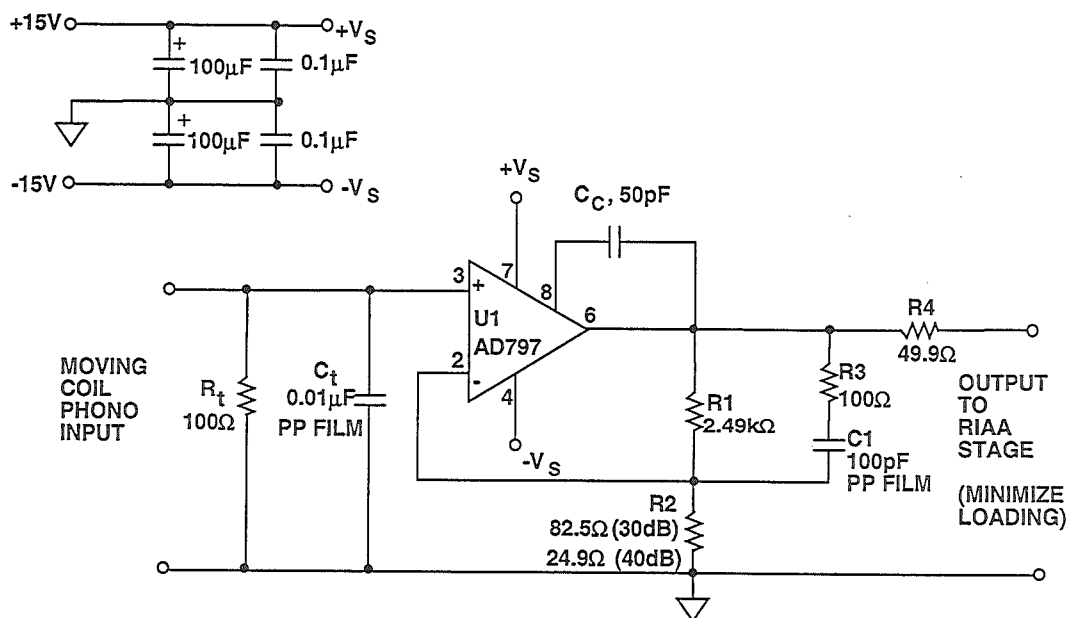 +15V
+VS
+
100µF
0.1µF
+
100µF
0.1µF
-15V
-VS
+VS
CC, 50pF
3
+
7
8
6
U1
AD797
2
-
4
-VS
R4
49.9Ω
MOVING
COIL
PHONO
INPUT
Rt
100Ω
Ct
0.01µF
PP FILM
R1
2.49kΩ
R3
100Ω
C1
100pF
PP FILM
OUTPUT
TO
RIAA
STAGE
(MINIMIZE
LOADING)
R2
82.5Ω (30dB)
24.9Ω (40dB)